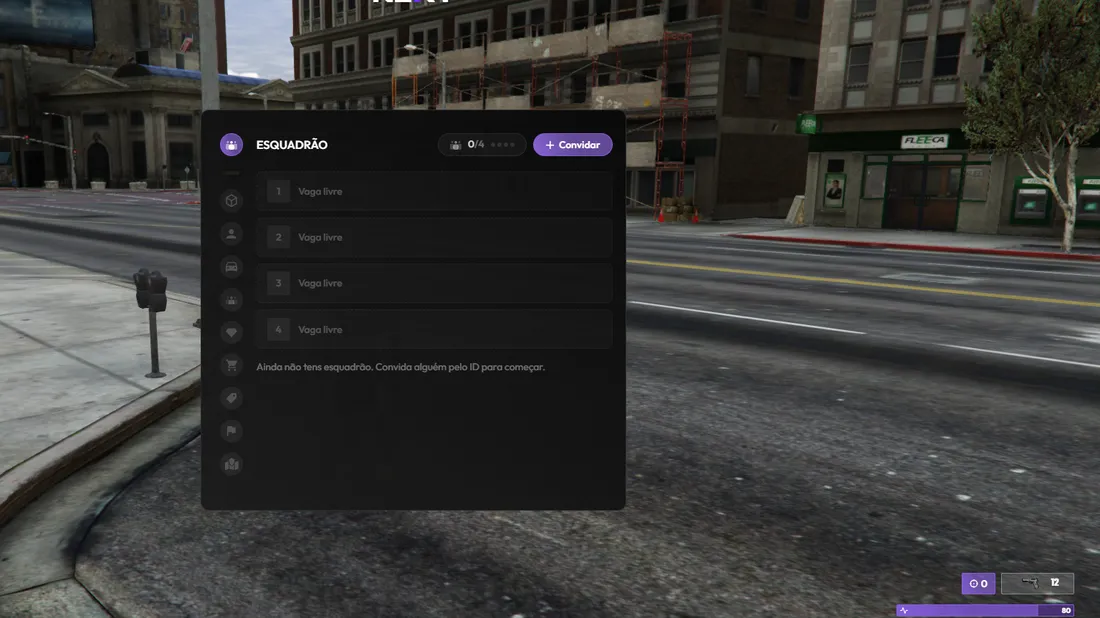 ESQUADRÃO
0/4
+ Convidar
1 Vaga livre
2 Vaga livre
3 Vaga livre
4 Vaga livre
Ainda não tens esquadrão. Convida alguém pelo ID para começar.
FLEECA
0
12
80